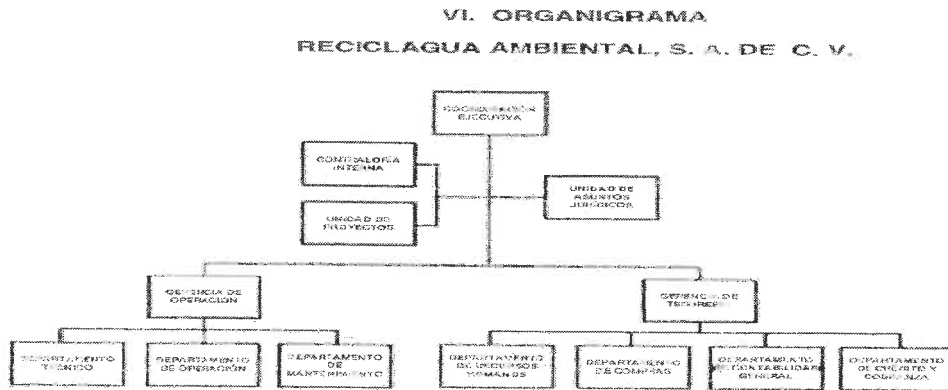 VI. ORGANIGRAMA
RECICLAGUA AMBIENTAL, S. A. DE C. V.
COORDINACIÓN
EJECUTIVA
CONTRALORÍA
INTERNA
UNIDAD DE
ASUNTOS
JURÍDICOS
UNIDAD DE
PROYECTOS
GERENCIA DE
OPERACIÓN
GERENCIA DE
DEPARTAMENTO
TÉCNICO
DEPARTAMENTO
DE OPERACIÓN
DEPARTAMENTO
DE
MANTENIMIENTO
DEPARTAMENTO
DE RECURSOS
HUMANOS
DEPARTAMENTO
DE COMPRAS
DEPARTAMENTO
DE CONTABILIDAD
GENERAL
DEPARTAMENTO
DE CRÉDITO Y
COBRANZA